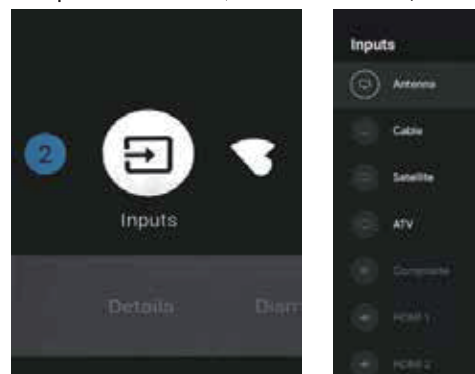 2
Inputs
Details
Inputs
Antenna
Cable
Satellite
ATV
Composite
HDMI 1
HDMI 2